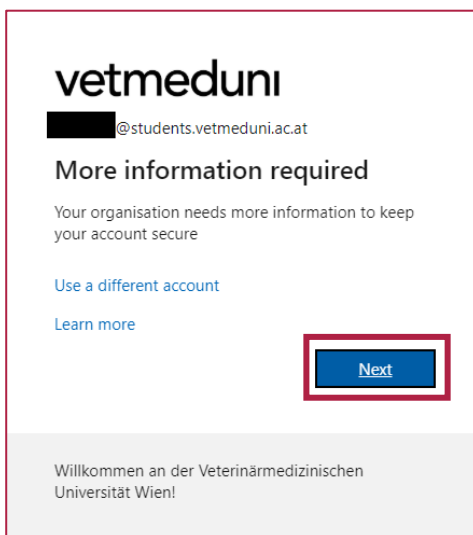 vetmeduni
@students.vetmeduni.ac.at
More information required
Your organisation needs more information to keep
your account secure
Use a different account
Learn more
Next
Willkommen an der Veterinärmedizinischen
Universität Wien!